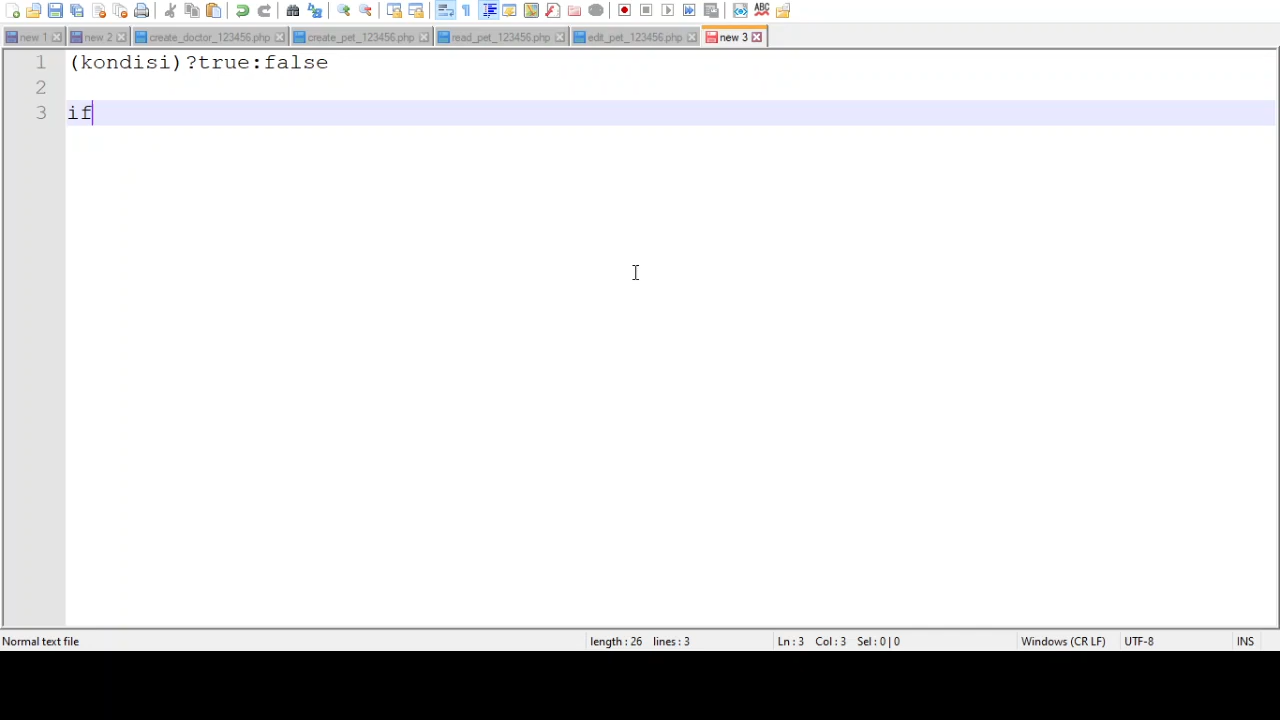 new 1 new 2 create_doctor_123456.php create_pet_123456.php read_pet_123456.php edit_pet_123456.php new 3
1 (kondisi)?true:false
2
3 if
Normal text file length : 26 lines : 3 Ln : 3 Col : 3 Sel : 0 | 0 Windows (CR LF) UTF-8 INS